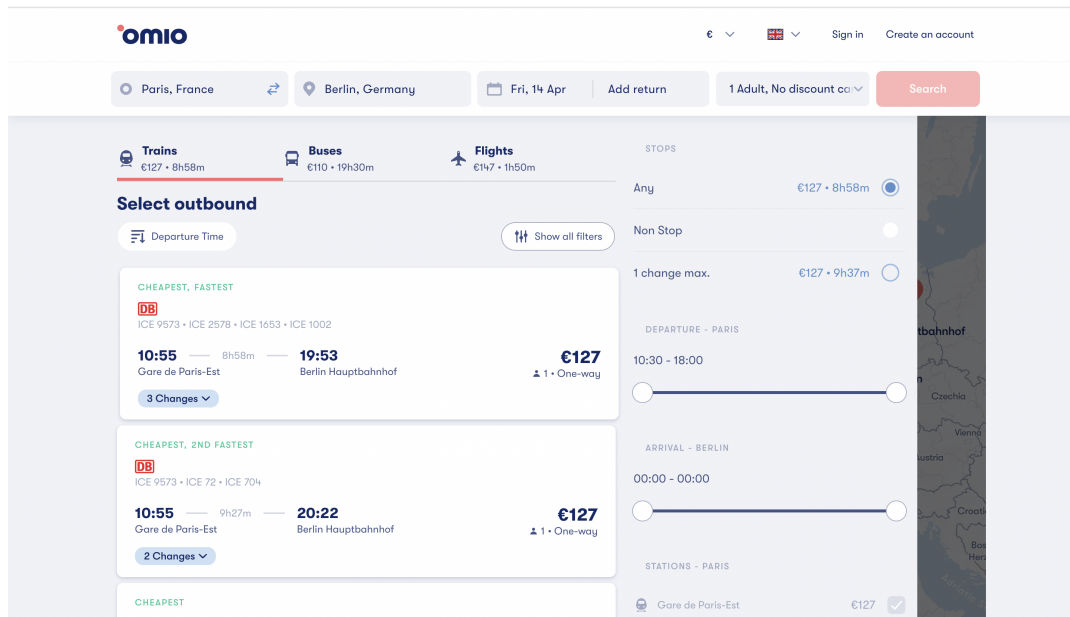 omio
€
Sign in
Create an account
Paris, France
Berlin, Germany
Fri, 14 Apr
Add return
1 Adult, No discount ca
Search
Trains
€127 • 8h58m
Buses
€110 • 19h30m
Flights
€147 • 1h50m
Select outbound
Departure Time
Show all filters
CHEAPEST, FASTEST
DB
ICE 9573 • ICE 2578 • ICE 1653 • ICE 1002
10:55
8h58m
19:53
€127
Gare de Paris-Est
Berlin Hauptbahnhof
1 • One-way
3 Changes
CHEAPEST, 2ND FASTEST
DB
ICE 9573 • ICE 72 • ICE 704
10:55
9h27m
20:22
€127
Gare de Paris-Est
Berlin Hauptbahnhof
1 • One-way
2 Changes
CHEAPEST
STOPS
Any
€127 • 8h58m
Non Stop
1 change max.
€127 • 9h37m
DEPARTURE - PARIS
10:30 - 18:00
ARRIVAL - BERLIN
00:00 - 00:00
STATIONS - PARIS
Gare de Paris-Est
€127
tbahnhof
n
Czechia
Vienna
Austria
Croati
Bos
Herz
Adriatic